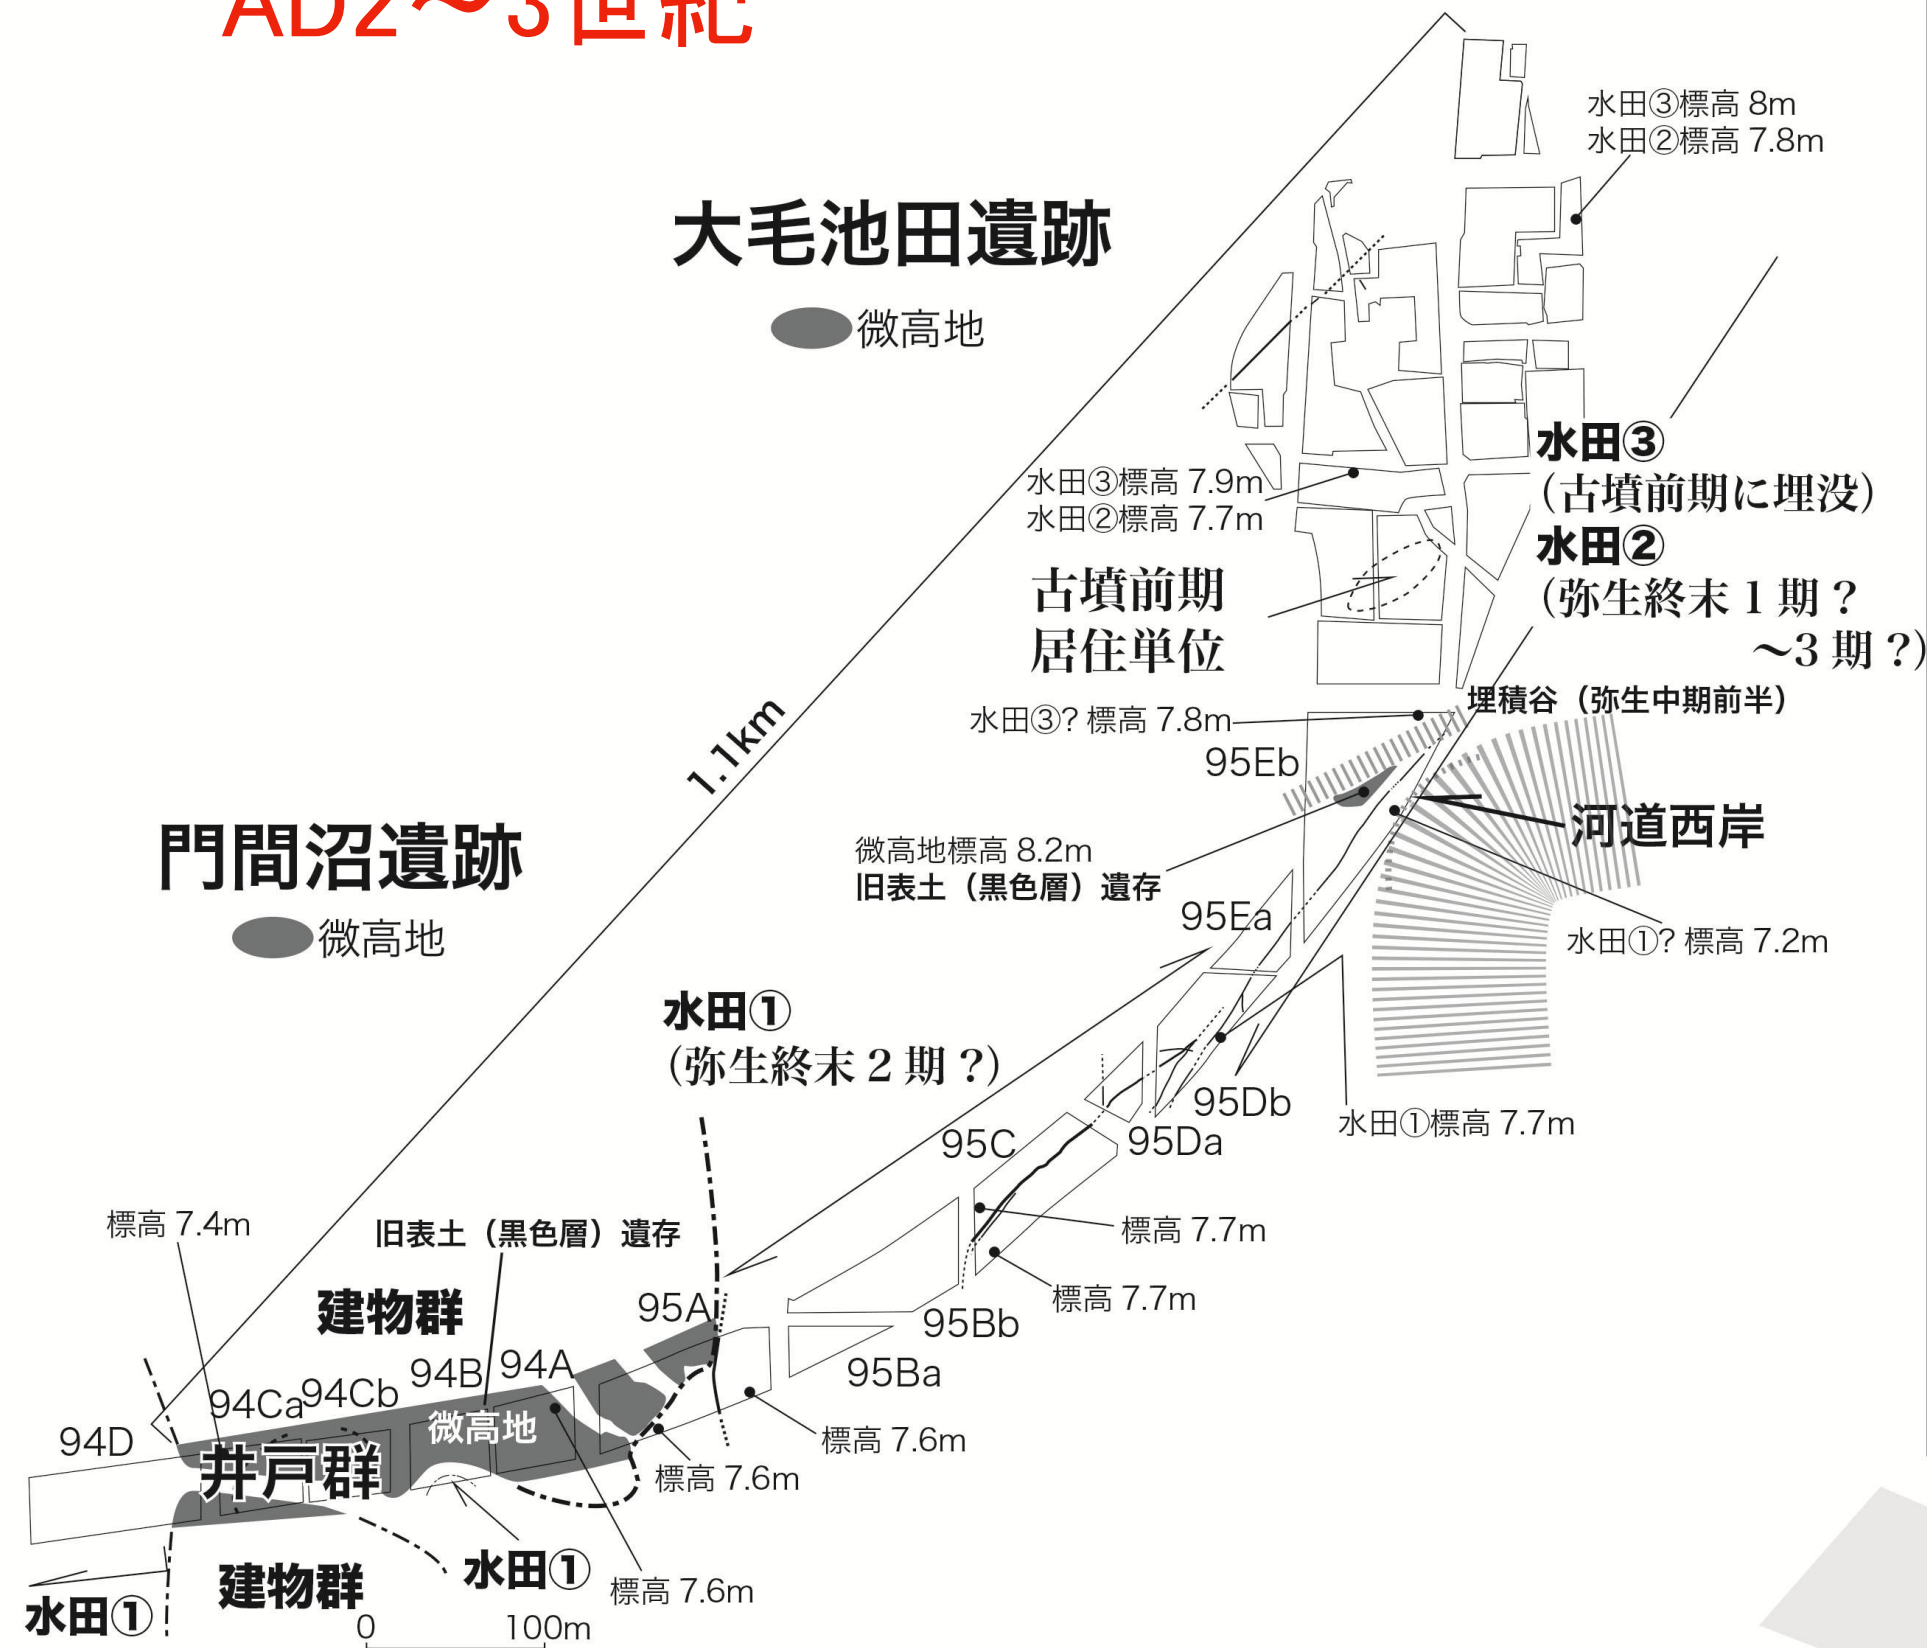 AD2〜3世紀
水田③標高 8m
水田②標高 7.8m
大毛池田遺跡
微高地
水田③
（古墳前期に埋没）
水田②
（弥生終末 1 期？
〜3 期？）
水田③標高 7.9m
水田②標高 7.7m
古墳前期
居住単位
埋積谷（弥生中期前半）
水田③? 標高 7.8m
95Eb
1.1km
河道西岸
門間沼遺跡
微高地
微高地標高 8.2m
旧表土（黒色層）遺存
95Ea
水田①? 標高 7.2m
水田①
（弥生終末 2 期？）
95Db
水田①標高 7.7m
95C
95Da
標高 7.4m
旧表土（黒色層）遺存
標高 7.7m
建物群
標高 7.7m
95A
95Bb
94B
94A
95Ba
94Ca
94Cb
94D
微高地
標高 7.6m
井戸群
標高 7.6m
水田①
建物群
標高 7.6m
水田①
0
100m